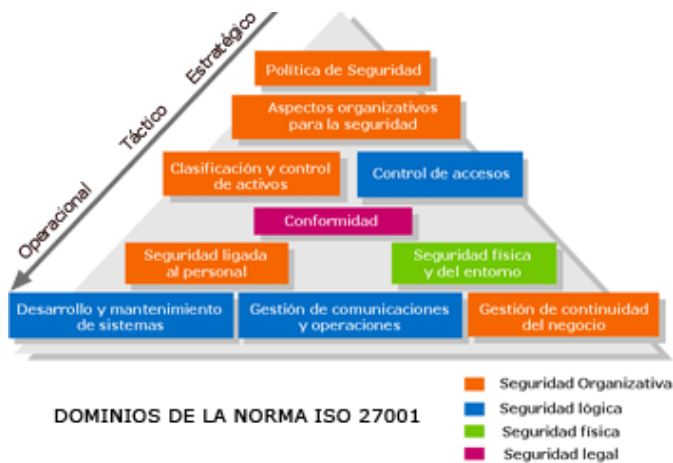 Estratégico
Táctico
Operacional
Política de Seguridad
Aspectos organizativos
para la seguridad
Clasificación y control
de activos
Control de accesos
Conformidad
Seguridad ligada
al personal
Seguridad física
y del entorno
Desarrollo y mantenimiento
de sistemas
Gestión de comunicaciones
y operaciones
Gestión de continuidad
del negocio
DOMINIOS DE LA NORMA ISO 27001
Seguridad Organizativa
Seguridad lógica
Seguridad física
Seguridad legal